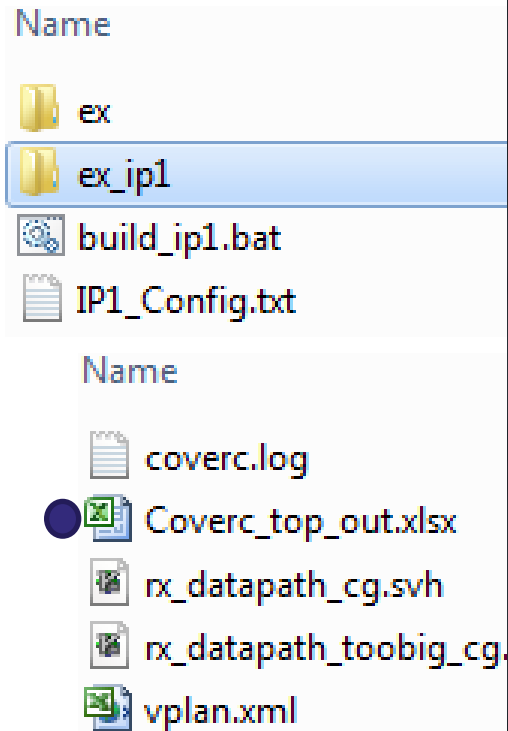 Name
ex
ex_ip1
build_ip1.bat
IP1_Config.txt
Name
coverc.log
Coverc_top_out.xlsx
rx_datapath_cg.svh
rx_datapath_toobig_cg.
vplan.xml